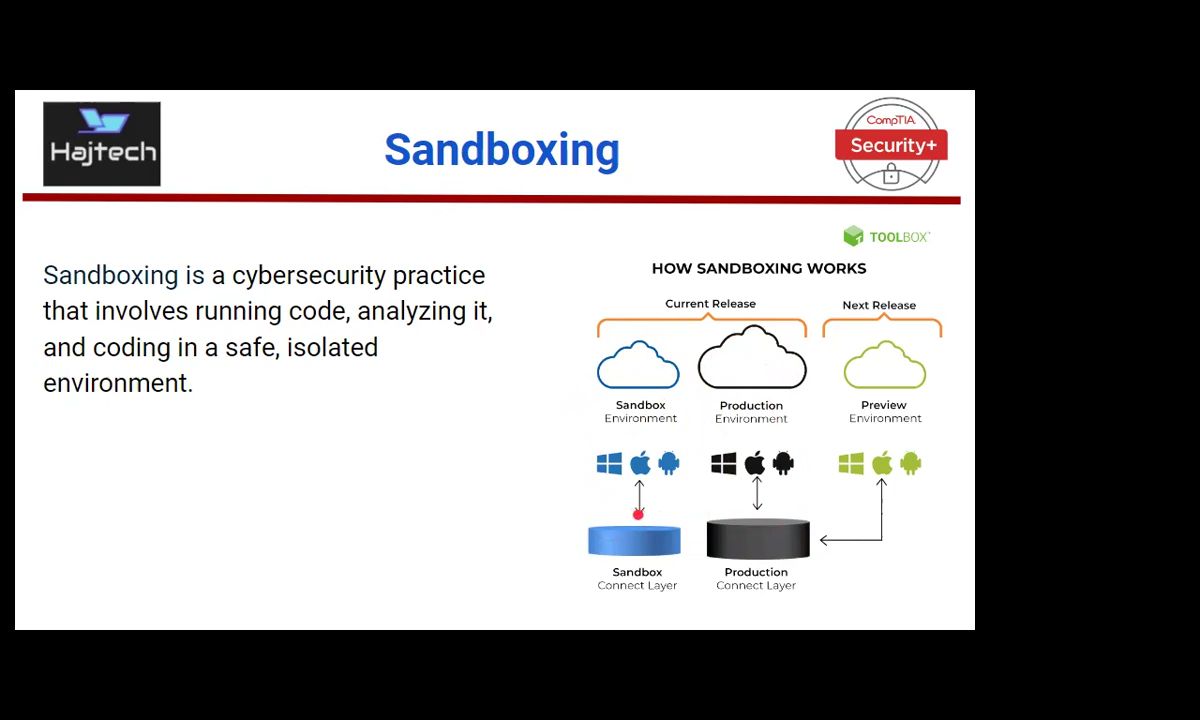 Hajtech
Sandboxing
CompTIA
Security+
TOOLBOX™
Sandboxing is a cybersecurity practice
that involves running code, analyzing it,
and coding in a safe, isolated
environment.
HOW SANDBOXING WORKS
Current Release
Next Release
Sandbox
Environment
Production
Environment
Preview
Environment
Sandbox
Connect Layer
Production
Connect Layer